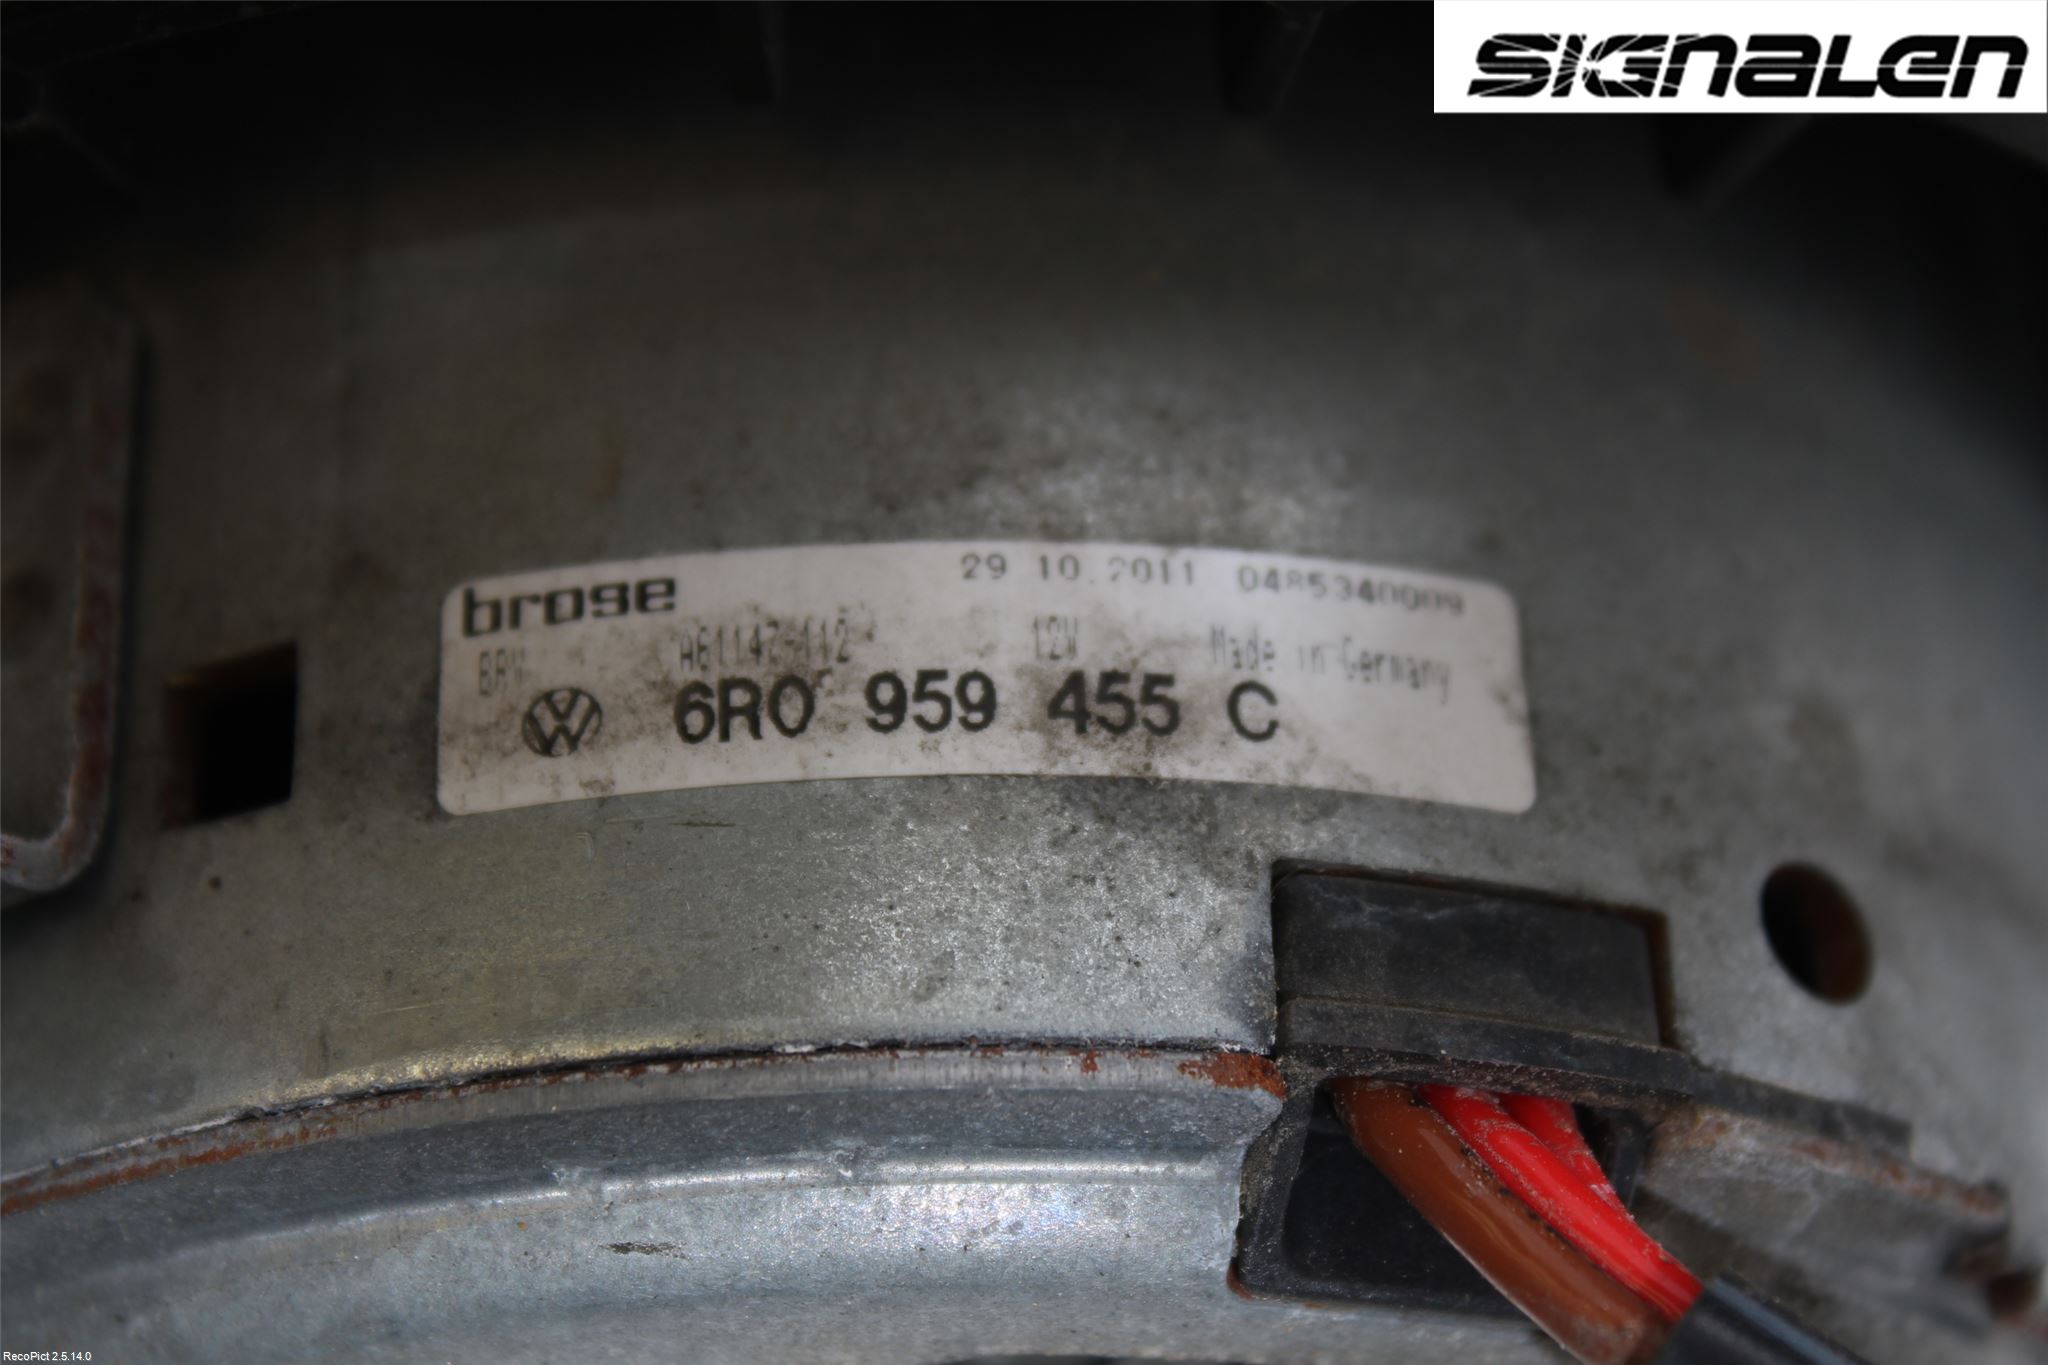 SIGNALEN
brose 29 10.2011 0485340009
A61147-112 12V Made in Germany
6R0 959 455 C
RecoPict 2.5.14.0